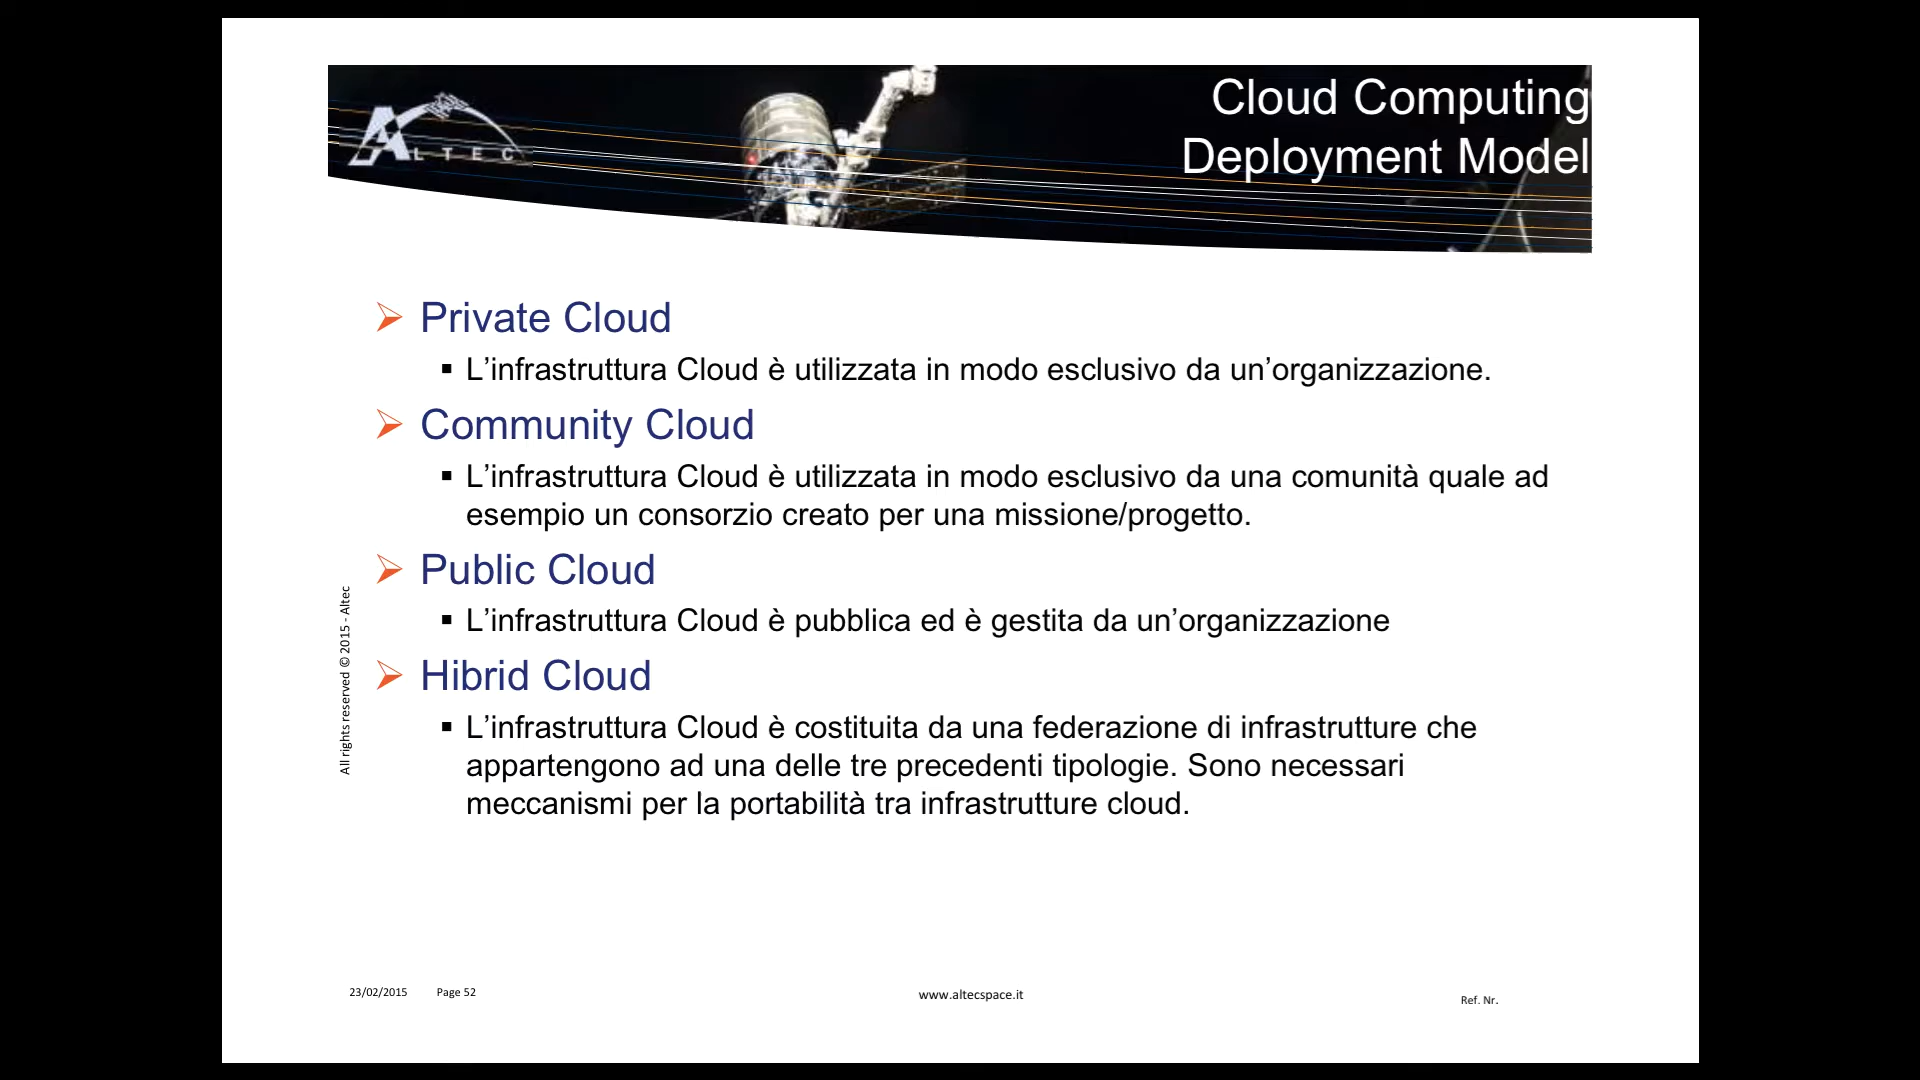 ALTEC
Cloud Computing
Deployment Model
Private Cloud
L’infrastruttura Cloud è utilizzata in modo esclusivo da un’organizzazione.
Community Cloud
L’infrastruttura Cloud è utilizzata in modo esclusivo da una comunità quale ad
esempio un consorzio creato per una missione/progetto.
Public Cloud
L’infrastruttura Cloud è pubblica ed è gestita da un’organizzazione
Hibrid Cloud
L’infrastruttura Cloud è costituita da una federazione di infrastrutture che
appartengono ad una delle tre precedenti tipologie. Sono necessari
meccanismi per la portabilità tra infrastrutture cloud.
All rights reserved © 2015 - Altec
23/02/2015 Page 52
www.altecspace.it
Ref. Nr.